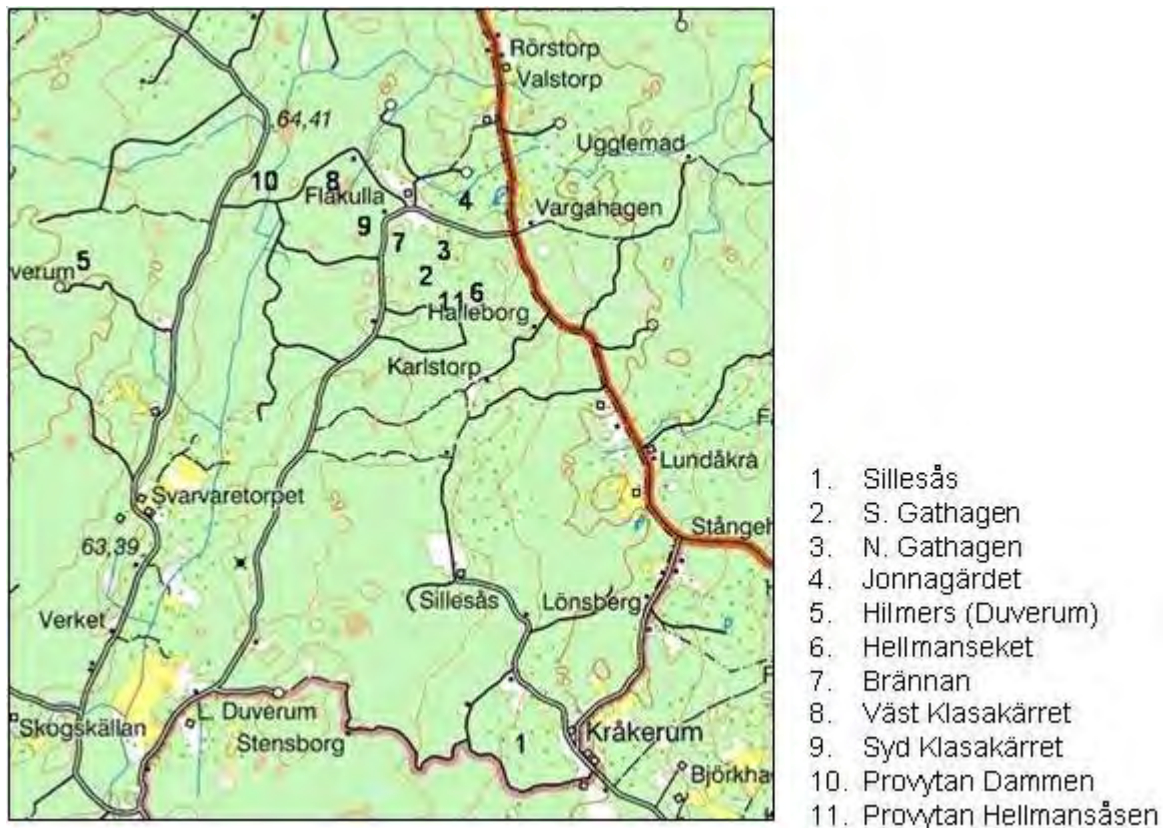 Rörstorp
Valstorp
64,41
Ugglemad
10
8
Flakulla
4
Vargahagen
9
7
3
5
verum
2
6
11
Halleborg
Karlstorp
Lundåkra
Svarvaretorpet
Stångeh
63,39
Sillesås
Lönsberg
Verket
L. Duverum
Skogskällan
Stensborg
1
Kråkerum
Björkha
1. Sillesås
2. S. Gathagen
3. N. Gathagen
4. Jonnagärdet
5. Hilmers (Duverum)
6. Hellmanseket
7. Brännan
8. Väst Klasakärret
9. Syd Klasakärret
10. Provytan Dammen
11. Provytan Hellmansåsen